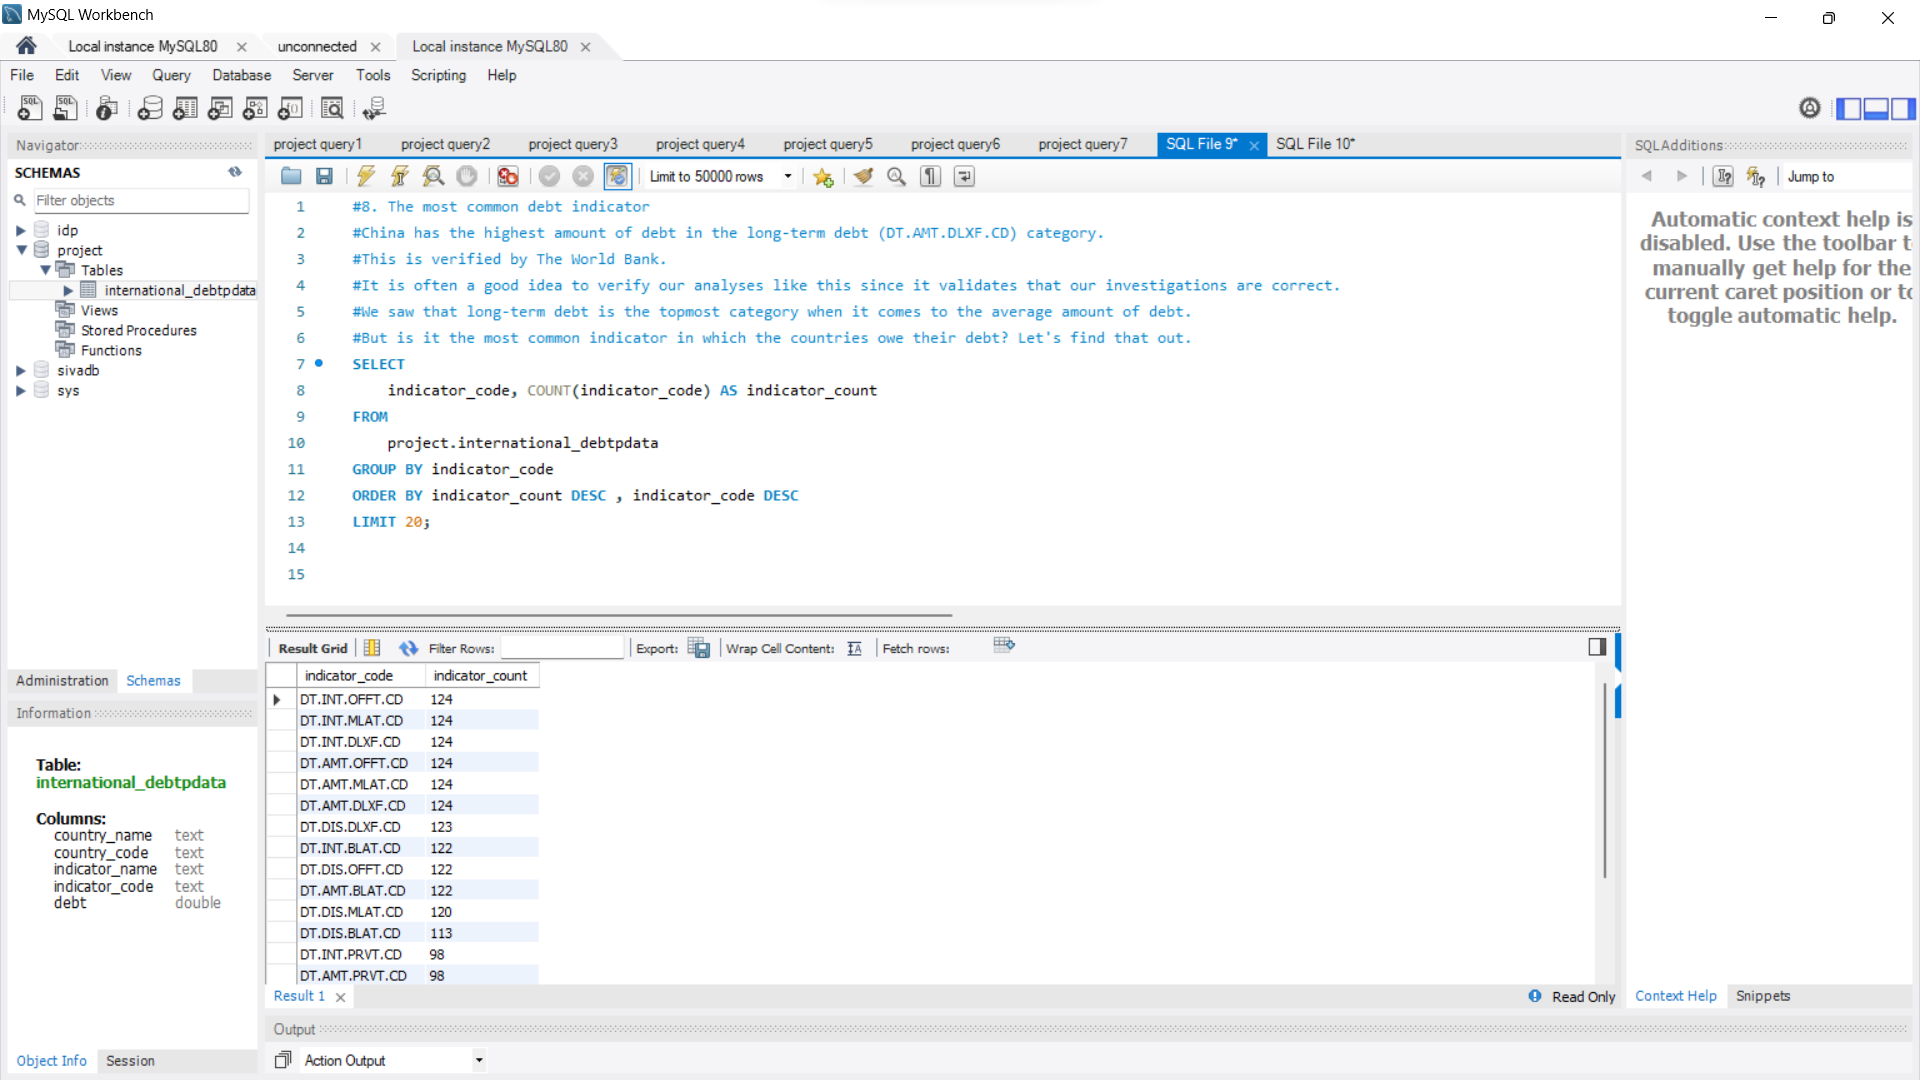 MySQL Workbench
Local instance MySQL80
unconnected
Local instance MySQL80
File Edit View Query Database Server Tools Scripting Help
Navigator
SCHEMAS
Filter objects
idp
project
Tables
international_debtpdata
Views
Stored Procedures
Functions
sivadb
sys
Administration Schemas
Information
Table:
international_debtpdata
Columns:
country_name text
country_code text
indicator_name text
indicator_code text
debt double
Object Info Session
project query1 project query2 project query3 project query4 project query5 project query6 project query7 SQL File 9* SQL File 10*
Limit to 50000 rows
1 #8. The most common debt indicator
2 #China has the highest amount of debt in the long-term debt (DT.AMT.DLXF.CD) category.
3 #This is verified by The World Bank.
4 #It is often a good idea to verify our analyses like this since it validates that our investigations are correct.
5 #We saw that long-term debt is the topmost category when it comes to the average amount of debt.
6 #But is it the most common indicator in which the countries owe their debt? Let's find that out.
7 SELECT
8 indicator_code, COUNT(indicator_code) AS indicator_count
9 FROM
10 project.international_debtpdata
11 GROUP BY indicator_code
12 ORDER BY indicator_count DESC , indicator_code DESC
13 LIMIT 20;
14
15
Result Grid Filter Rows: Export: Wrap Cell Content: Fetch rows:
indicator_code indicator_count
DT.INT.OFFT.CD 124
DT.INT.MLAT.CD 124
DT.INT.DLXF.CD 124
DT.AMT.OFFT.CD 124
DT.AMT.MLAT.CD 124
DT.AMT.DLXF.CD 124
DT.DIS.DLXF.CD 123
DT.INT.BLAT.CD 122
DT.DIS.OFFT.CD 122
DT.AMT.BLAT.CD 122
DT.DIS.MLAT.CD 120
DT.DIS.BLAT.CD 113
DT.INT.PRVT.CD 98
DT.AMT.PRVT.CD 98
Result 1
Read Only
Output
Action Output
SQLAdditions
Jump to
Automatic context help is
disabled. Use the toolbar t
manually get help for the
current caret position or to
toggle automatic help.
Context Help Snippets